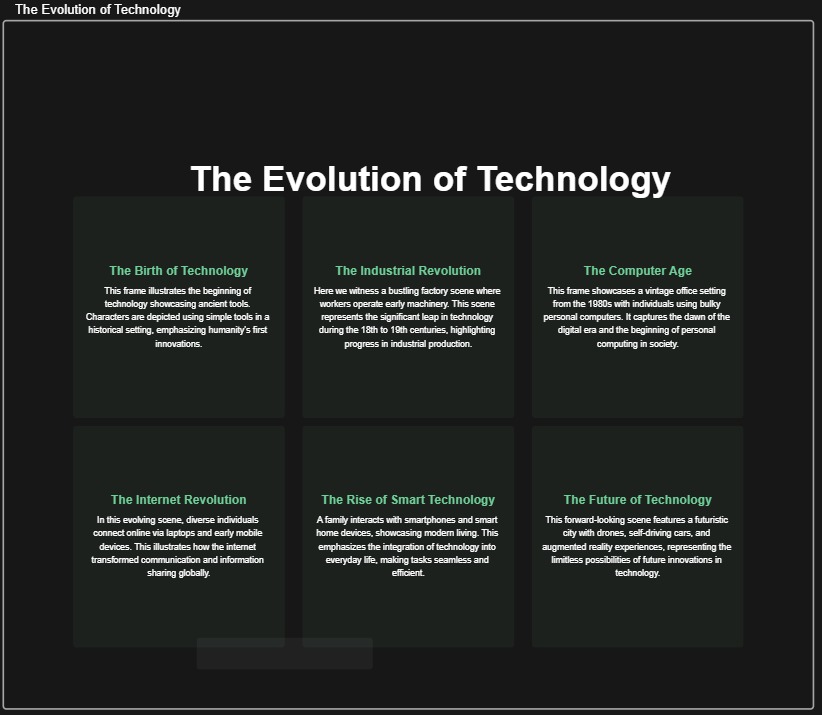 The Evolution of Technology
The Evolution of Technology
The Birth of Technology
This frame illustrates the beginning of
technology showcasing ancient tools.
Characters are depicted using simple tools in a
historical setting, emphasizing humanity's first
innovations.
The Industrial Revolution
Here we witness a bustling factory scene where
workers operate early machinery. This scene
represents the significant leap in technology
during the 18th to 19th centuries, highlighting
progress in industrial production.
The Computer Age
This frame showcases a vintage office setting
from the 1980s with individuals using bulky
personal computers. It captures the dawn of the
digital era and the beginning of personal
computing in society.
The Internet Revolution
In this evolving scene, diverse individuals
connect online via laptops and early mobile
devices. This illustrates how the internet
transformed communication and information
sharing globally.
The Rise of Smart Technology
A family interacts with smartphones and smart
home devices, showcasing modern living. This
emphasizes the integration of technology into
everyday life, making tasks seamless and
efficient.
The Future of Technology
This forward-looking scene features a futuristic
city with drones, self-driving cars, and
augmented reality experiences, representing the
limitless possibilities of future innovations in
technology.